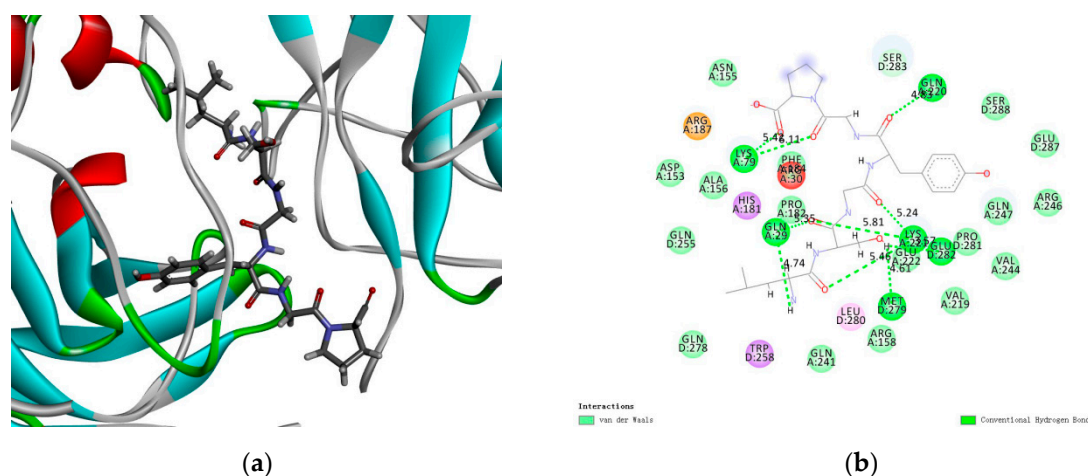 SER
D:283
ASN
A:155
GLN
A:220
4.83
SER
D:288
ARG
A:187
5.42
6.11
GLU
D:287
LYS
A:79
PHE
A:30
ASP
A:153
ALA
A:156
HIS
A:181
PRO
A:182
GLN
A:247
ARG
A:246
5.24
GLN
D:255
GLN
A:29
5.35
5.81
LYS
PRO
D:281
GLU
A:222
GLU
D:282
VAL
A:244
4.74
5.46
4.61
MET
D:279
VAL
A:219
LEU
D:280
ARG
A:158
GLN
D:278
TRP
D:258
GLN
A:241
O
N
H
Interactions
van der Waals
Conventional Hydrogen Bond
(a)
(b)